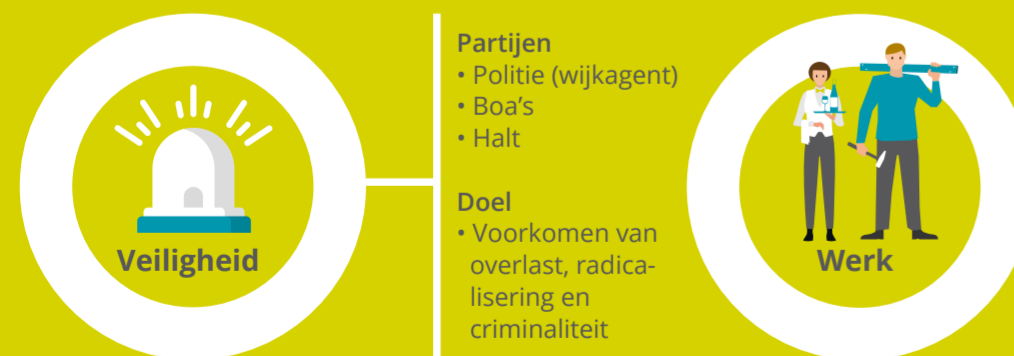 Veiligheid
Partijen
• Politie (wijkagent)
• Boa's
• Halt
Doel
• Voorkomen van
overlast, radica-
lisering en
criminaliteit
Werk